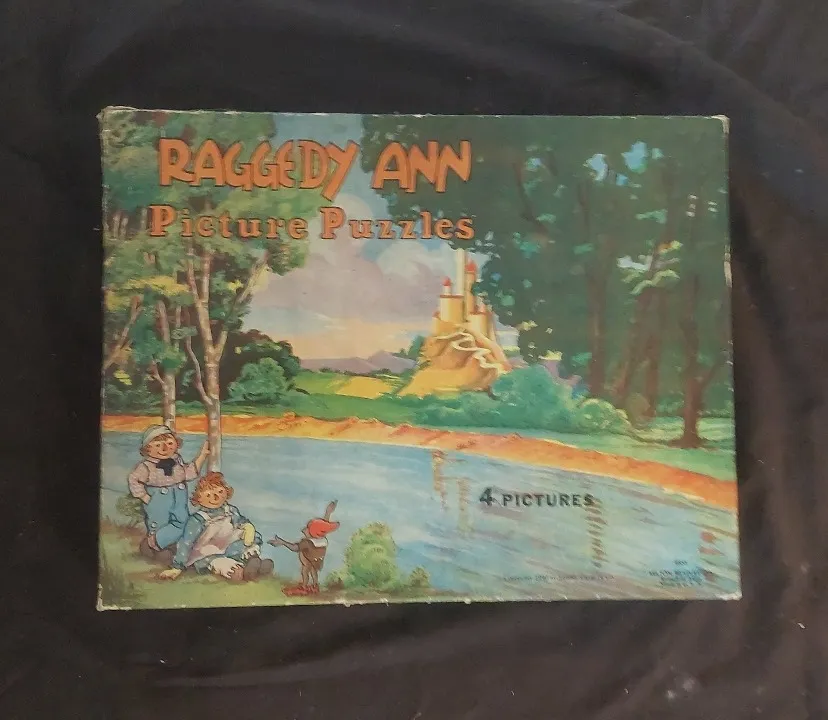 RAGGEDY ANN
Picture Puzzles
4 PICTURES